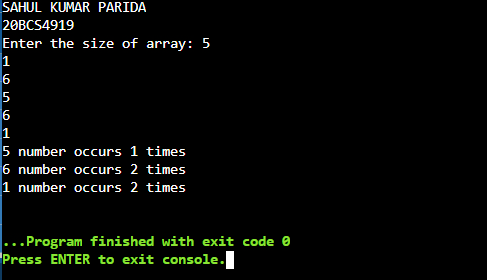 SAHUL KUMAR PARIDA
20BCS4919
Enter the size of array: 5
1
6
5
6
1
5 number occurs 1 times
6 number occurs 2 times
1 number occurs 2 times
...Program finished with exit code 0
Press ENTER to exit console.